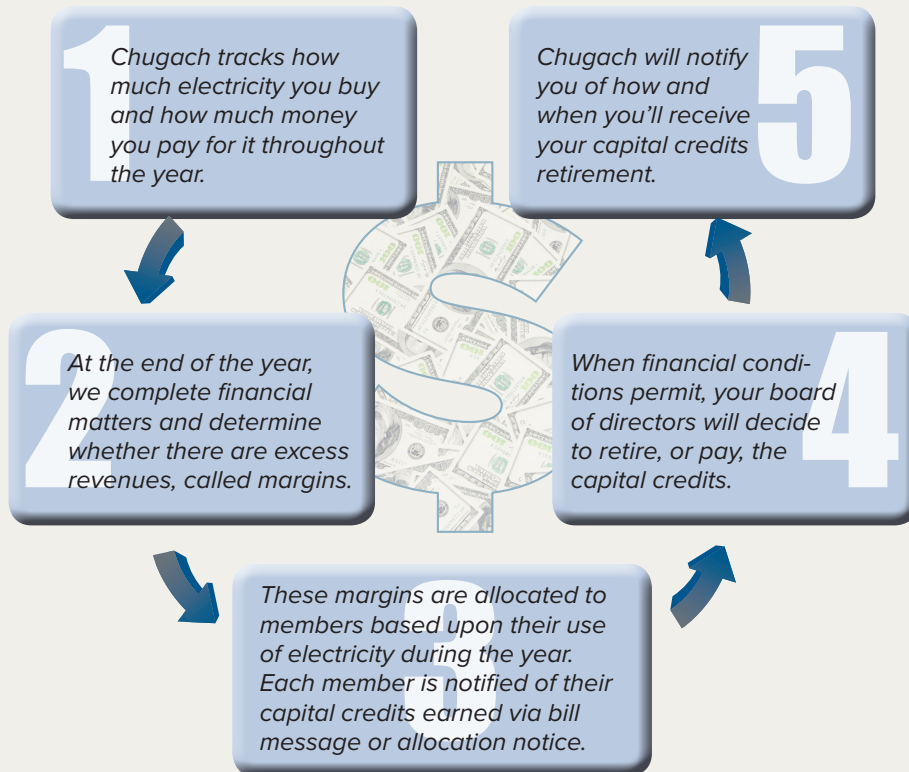 1
Chugach tracks how
much electricity you buy
and how much money
you pay for it throughout
the year.
2
At the end of the year,
we complete financial
matters and determine
whether there are excess
revenues, called margins.
3
These margins are allocated to
members based upon their use
of electricity during the year.
Each member is notified of their
capital credits earned via bill
message or allocation notice.
4
When financial condi-
tions permit, your board
of directors will decide
to retire, or pay, the
capital credits.
5
Chugach will notify
you of how and
when you'll receive
your capital credits
retirement.
$